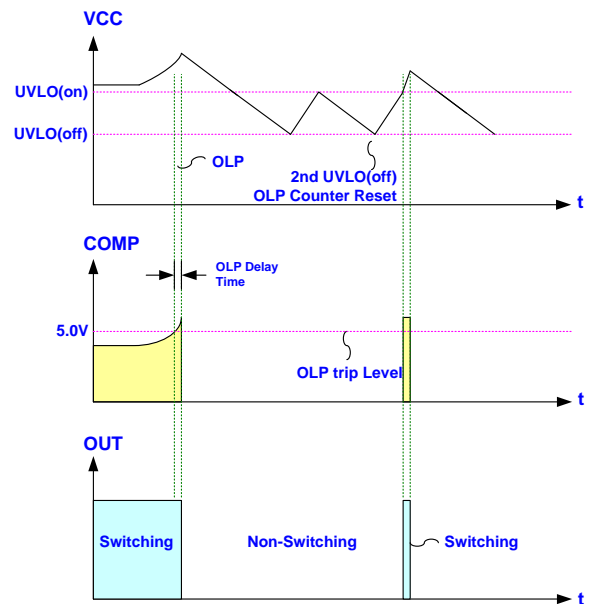 VCC
UVLO(on)
UVLO(off)
OLP
2nd UVLO(off)
OLP Counter Reset
t
COMP
OLP Delay
Time
5.0V
OLP trip Level
t
OUT
Switching
Non-Switching
Switching
t